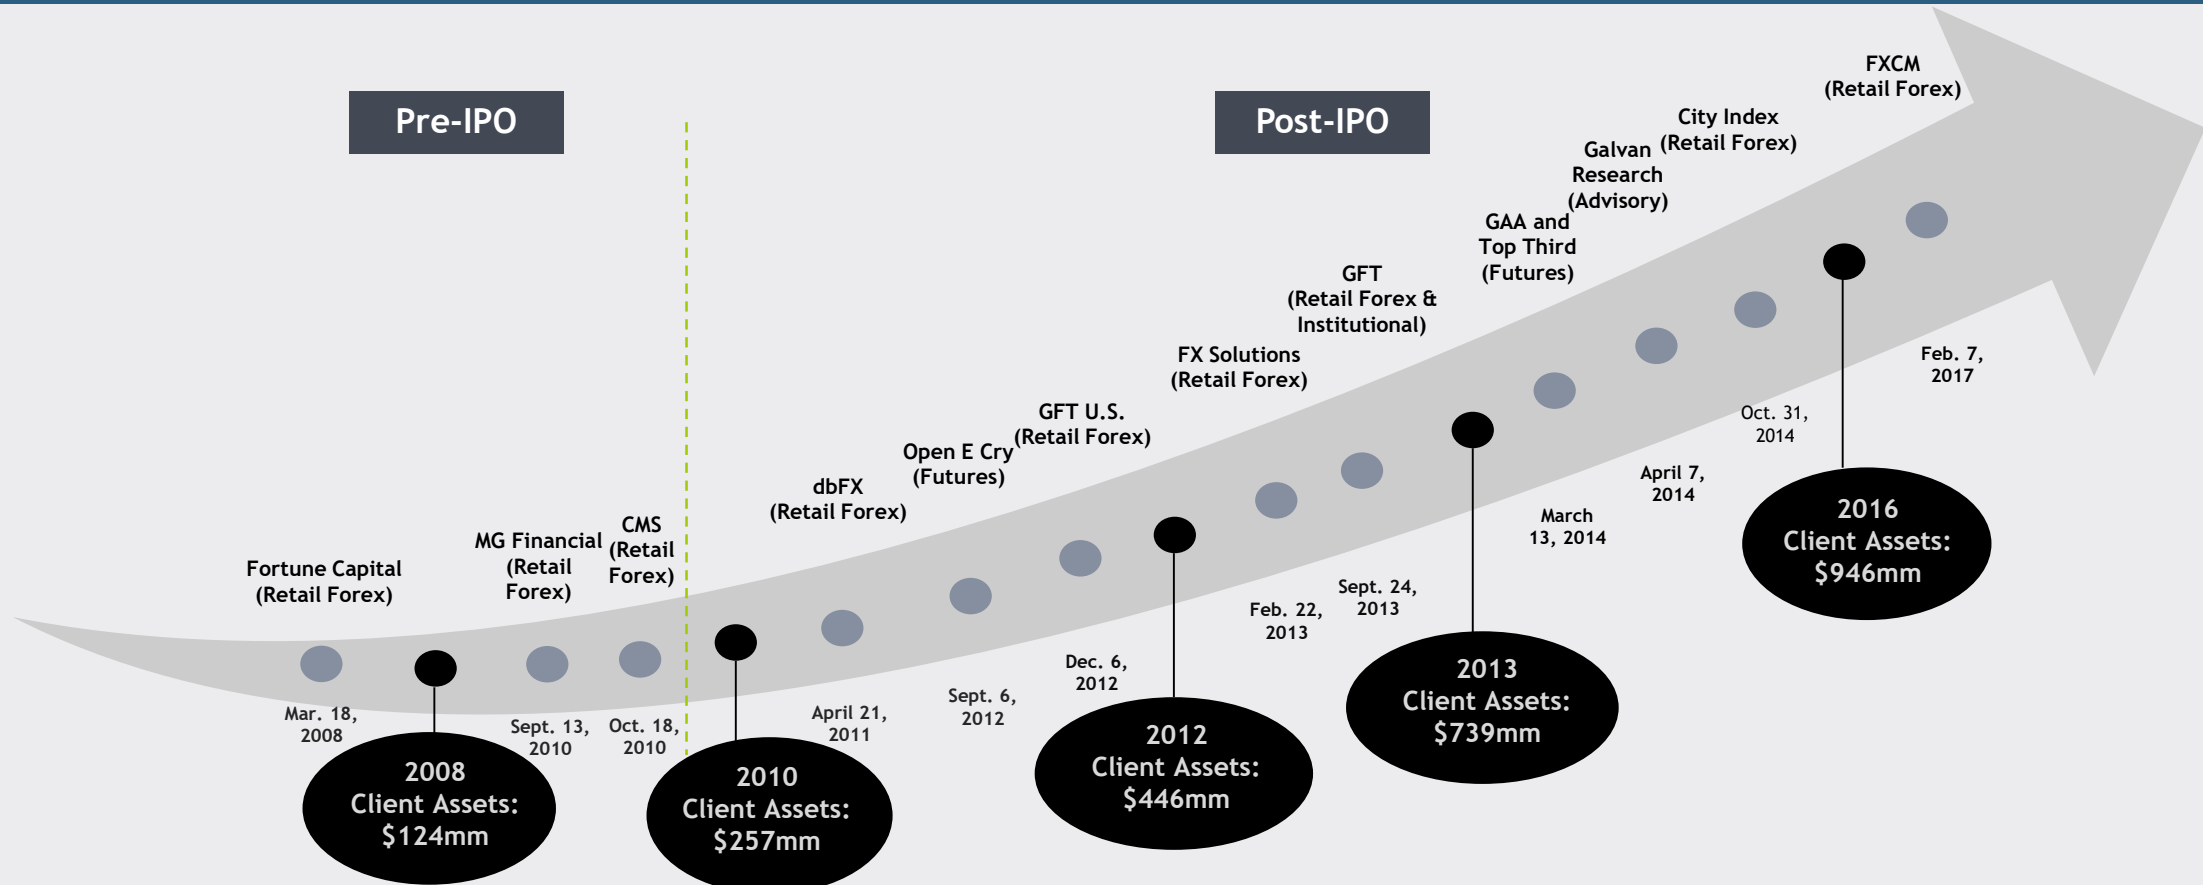 Pre-IPO
Post-IPO
Fortune Capital
(Retail Forex)
MG Financial
(Retail
Forex)
CMS
(Retail
Forex)
dbFX
(Retail Forex)
Open E Cry
(Futures)
GFT U.S.
(Retail Forex)
FX Solutions
(Retail Forex)
GFT
(Retail Forex &
Institutional)
GAA and
Top Third
(Futures)
Galvan
Research
(Advisory)
City Index
(Retail Forex)
FXCM
(Retail Forex)
Mar. 18,
2008
Sept. 13,
2010
Oct. 18,
2010
April 21,
2011
Sept. 6,
2012
Dec. 6,
2012
Feb. 22,
2013
Sept. 24,
2013
March
13, 2014
April 7,
2014
Oct. 31,
2014
Feb. 7,
2017
2008
Client Assets:
$124mm
2010
Client Assets:
$257mm
2012
Client Assets:
$446mm
2013
Client Assets:
$739mm
2016
Client Assets:
$946mm